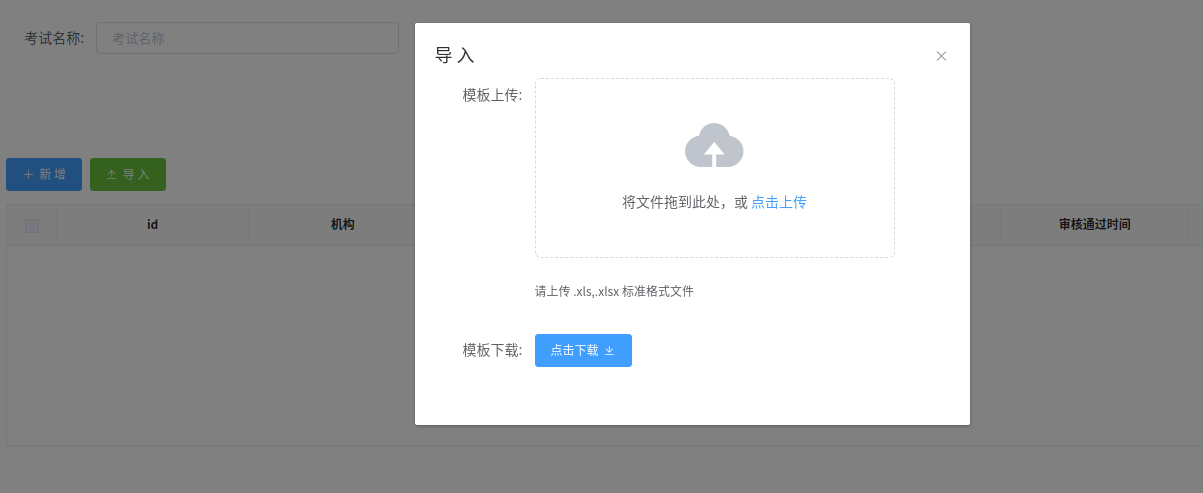 考试名称: 考试名称
导 入
模板上传:
将文件拖到此处，或 点击上传
新 增 导 入
id 机构 审核通过时间
请上传 .xls,.xlsx 标准格式文件
模板下载: 点击下载